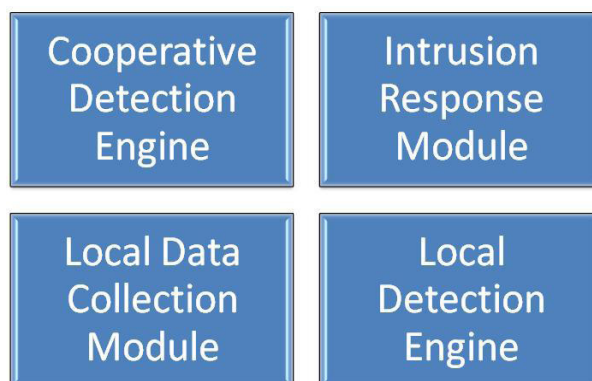 Cooperative
Detection
Engine
Intrusion
Response
Module
Local Data
Collection
Module
Local
Detection
Engine